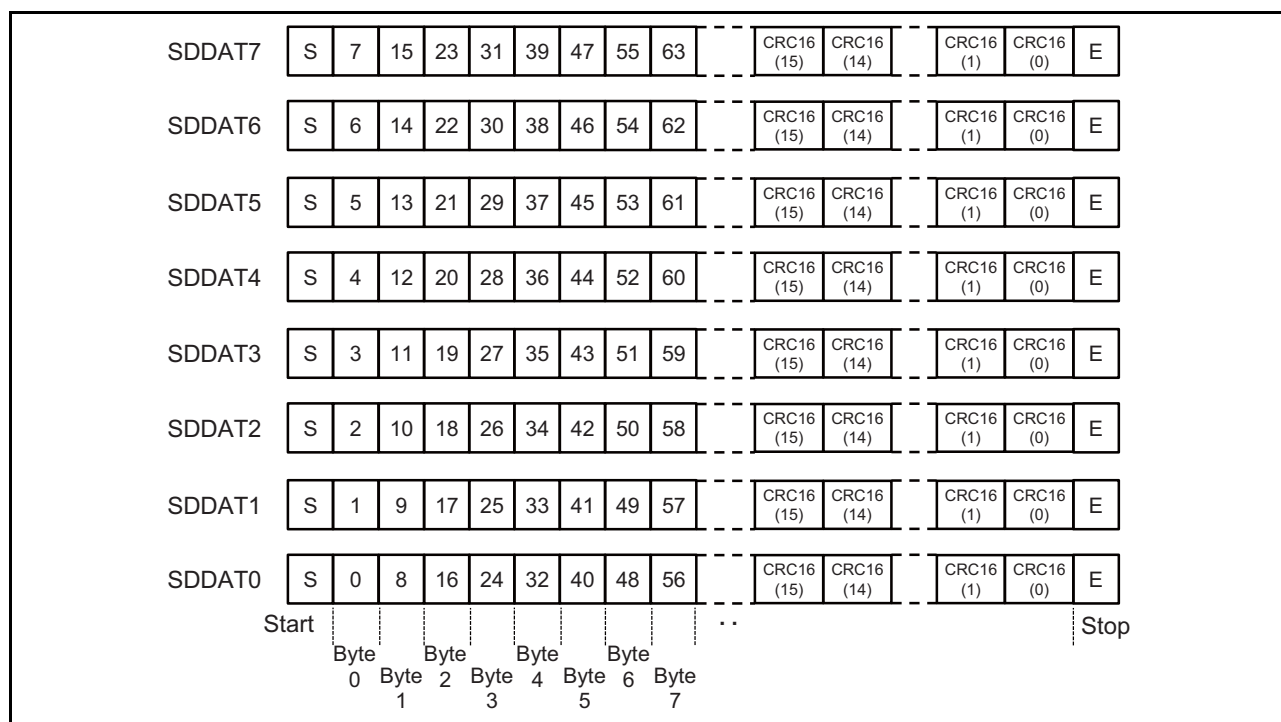 SDDAT7 S 7 15 23 31 39 47 55 63 CRC16 (15) CRC16 (14) CRC16 (1) CRC16 (0) E
SDDAT6 S 6 14 22 30 38 46 54 62 CRC16 (15) CRC16 (14) CRC16 (1) CRC16 (0) E
SDDAT5 S 5 13 21 29 37 45 53 61 CRC16 (15) CRC16 (14) CRC16 (1) CRC16 (0) E
SDDAT4 S 4 12 20 28 36 44 52 60 CRC16 (15) CRC16 (14) CRC16 (1) CRC16 (0) E
SDDAT3 S 3 11 19 27 35 43 51 59 CRC16 (15) CRC16 (14) CRC16 (1) CRC16 (0) E
SDDAT2 S 2 10 18 26 34 42 50 58 CRC16 (15) CRC16 (14) CRC16 (1) CRC16 (0) E
SDDAT1 S 1 9 17 25 33 41 49 57 CRC16 (15) CRC16 (14) CRC16 (1) CRC16 (0) E
SDDAT0 S 0 8 16 24 32 40 48 56 CRC16 (15) CRC16 (14) CRC16 (1) CRC16 (0) E
Start .. Stop
Byte 0 Byte 1 Byte 2 Byte 3 Byte 4 Byte 5 Byte 6 Byte 7